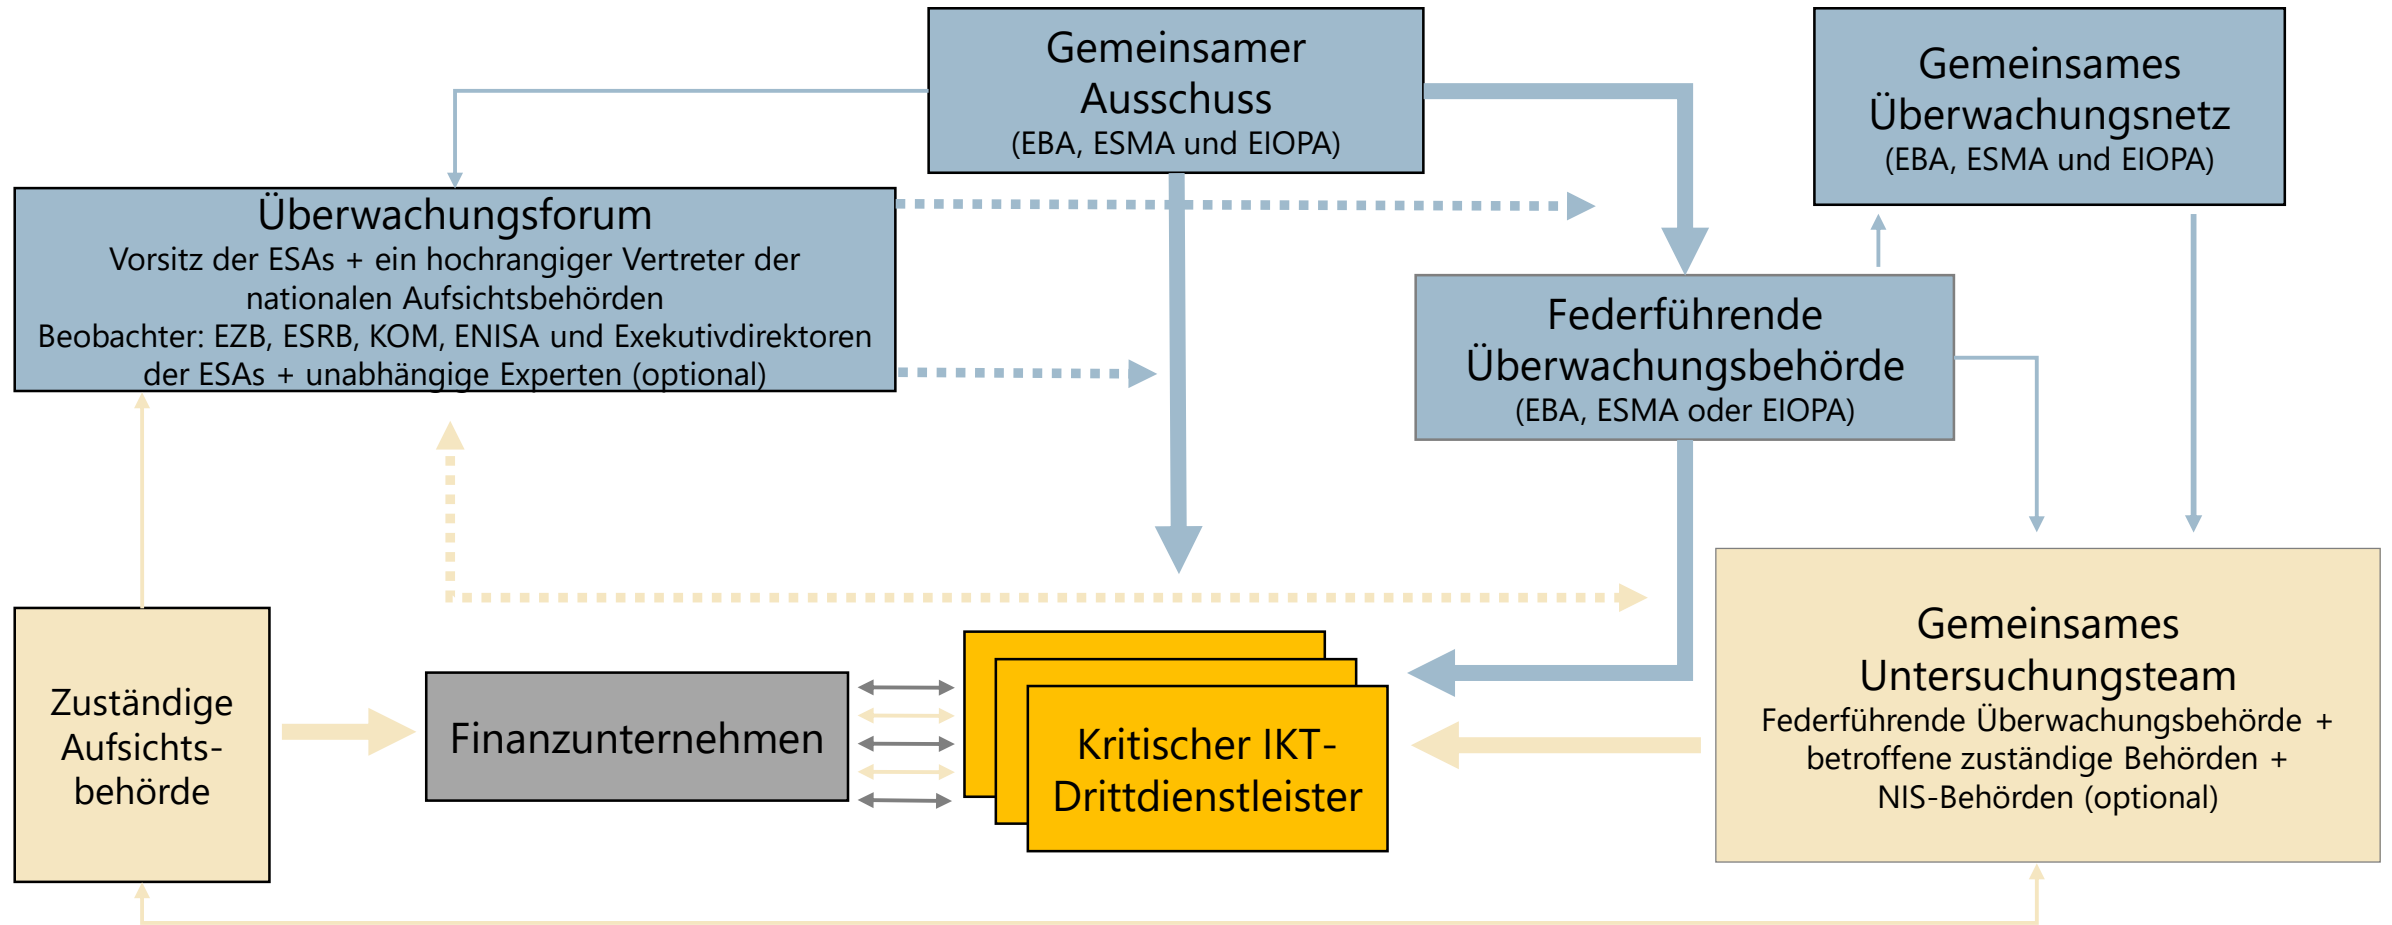 Gemeinsamer
Ausschuss
(EBA, ESMA und EIOPA)
Gemeinsames
Überwachungsnetz
(EBA, ESMA und EIOPA)
Überwachungsforum
Vorsitz der ESAs + ein hochrangiger Vertreter der
nationalen Aufsichtsbehörden
Beobachter: EZB, ESRB, KOM, ENISA und Exekutivdirektoren
der ESAs + unabhängige Experten (optional)
Federführende
Überwachungsbehörde
(EBA, ESMA oder EIOPA)
Zuständige
Aufsichts-
behörde
Finanzunternehmen
Kritischer IKT-
Drittdienstleister
Gemeinsames
Untersuchungsteam
Federführende Überwachungsbehörde +
betroffene zuständige Behörden +
NIS-Behörden (optional)